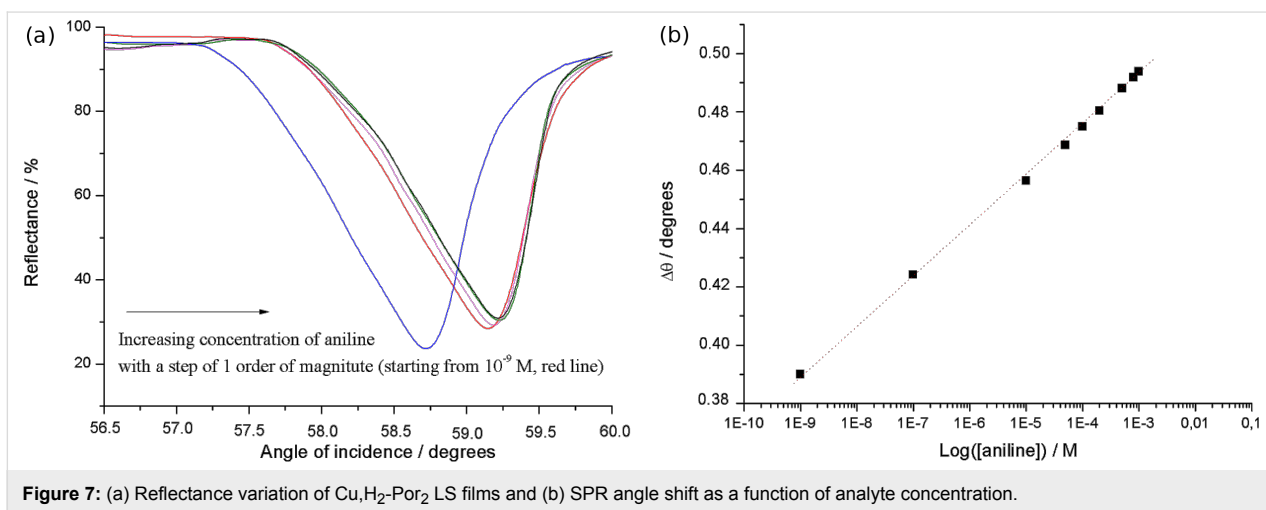 (a)
100
80
60
40
20
Reflectance / %
Increasing concentration of aniline
with a step of 1 order of magnitute (starting from 10⁻⁹ M, red line)
56.5 57.0 57.5 58.0 58.5 59.0 59.5 60.0
Angle of incidence / degrees
(b)
0.50
0.48
0.46
0.44
0.42
0.40
0.38
Δθ / degrees
1E-10 1E-9 1E-8 1E-7 1E-6 1E-5 1E-4 1E-3 0,01 0,1
Log([aniline]) / M
Figure 7: (a) Reflectance variation of Cu,H₂-Por₂ LS films and (b) SPR angle shift as a function of analyte concentration.